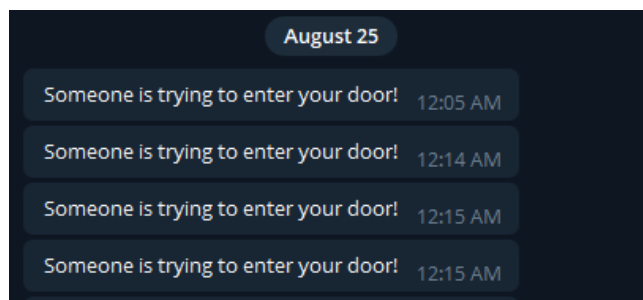 August 25
Someone is trying to enter your door! 12:05 AM
Someone is trying to enter your door! 12:14 AM
Someone is trying to enter your door! 12:15 AM
Someone is trying to enter your door! 12:15 AM